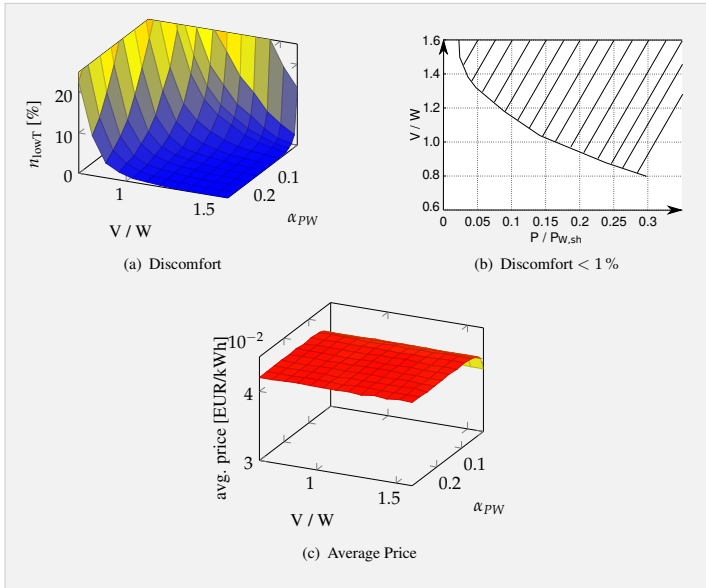 20
10
0
n_lowT [%]
1
1.5
V / W
0.2
0.1
α_PW
(a) Discomfort
1.6
1.4
1.2
1.0
0.8
0.6
V / W
0 0.05 0.1 0.15 0.2 0.25 0.3
P / P_W,sh
(b) Discomfort < 1 %
10^−2
4
3
avg. price [EUR/kWh]
1
1.5
V / W
0.2
0.1
α_PW
(c) Average Price